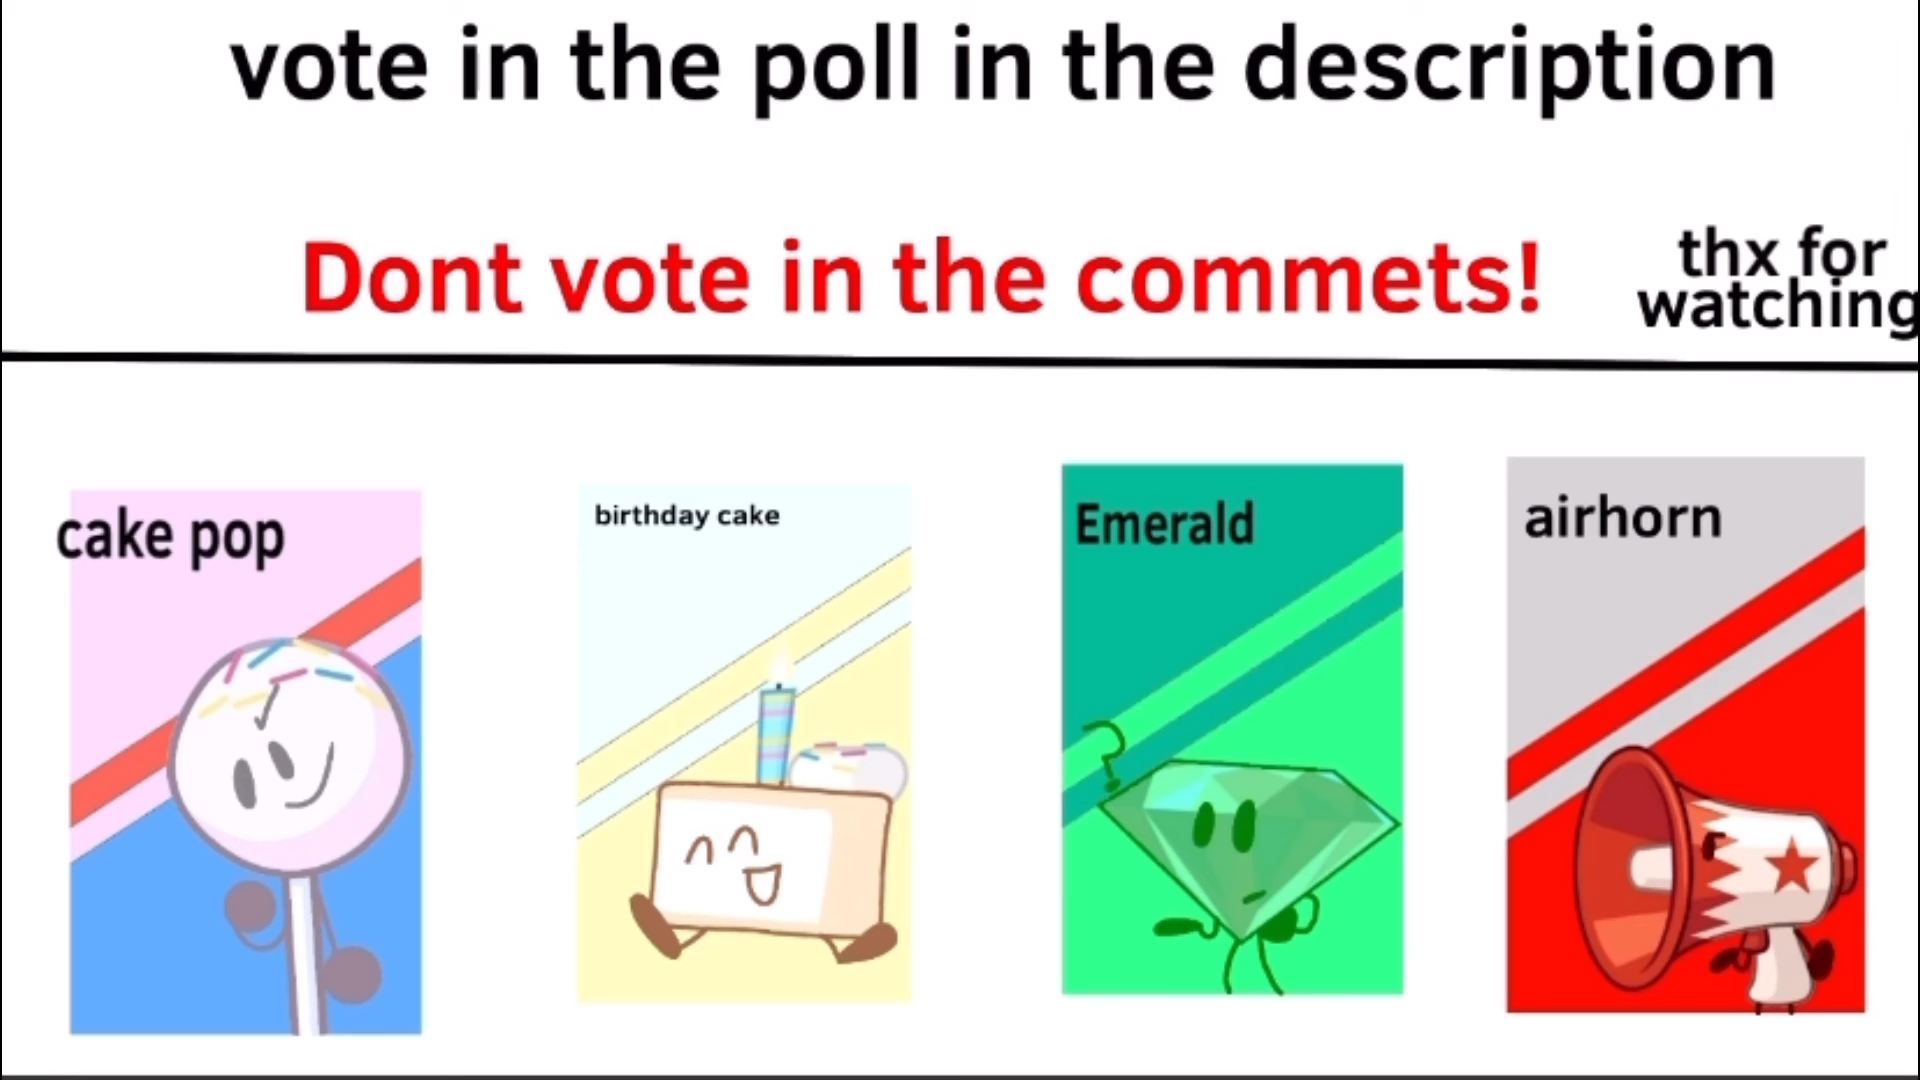 vote in the poll in the description
Dont vote in the commets!
thx for
watching
cake pop
birthday cake
Emerald
airhorn
?